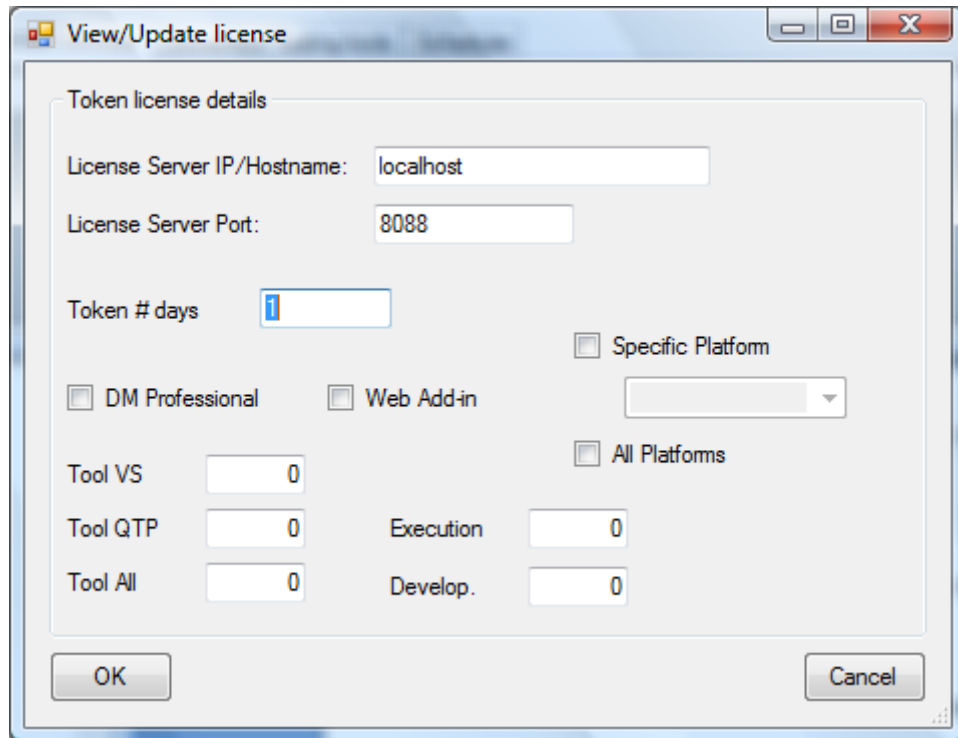 View/Update license
Token license details
License Server IP/Hostname: localhost
License Server Port: 8088
Token # days 1
Specific Platform
DM Professional Web Add-in
All Platforms
Tool VS 0
Tool QTP 0 Execution 0
Tool All 0 Develop. 0
OK Cancel